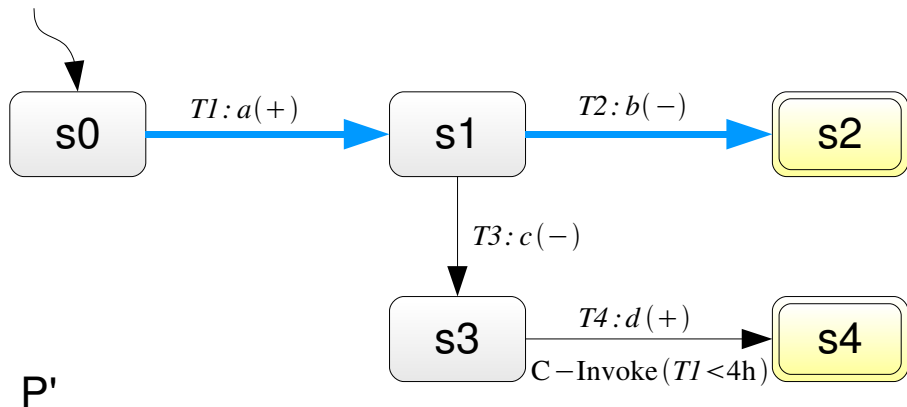 T1: a(+)
T2: b(−)
s0
s1
s2
T3: c(−)
T4: d(+)
s3
s4
C−Invoke(T1<4h)
P'